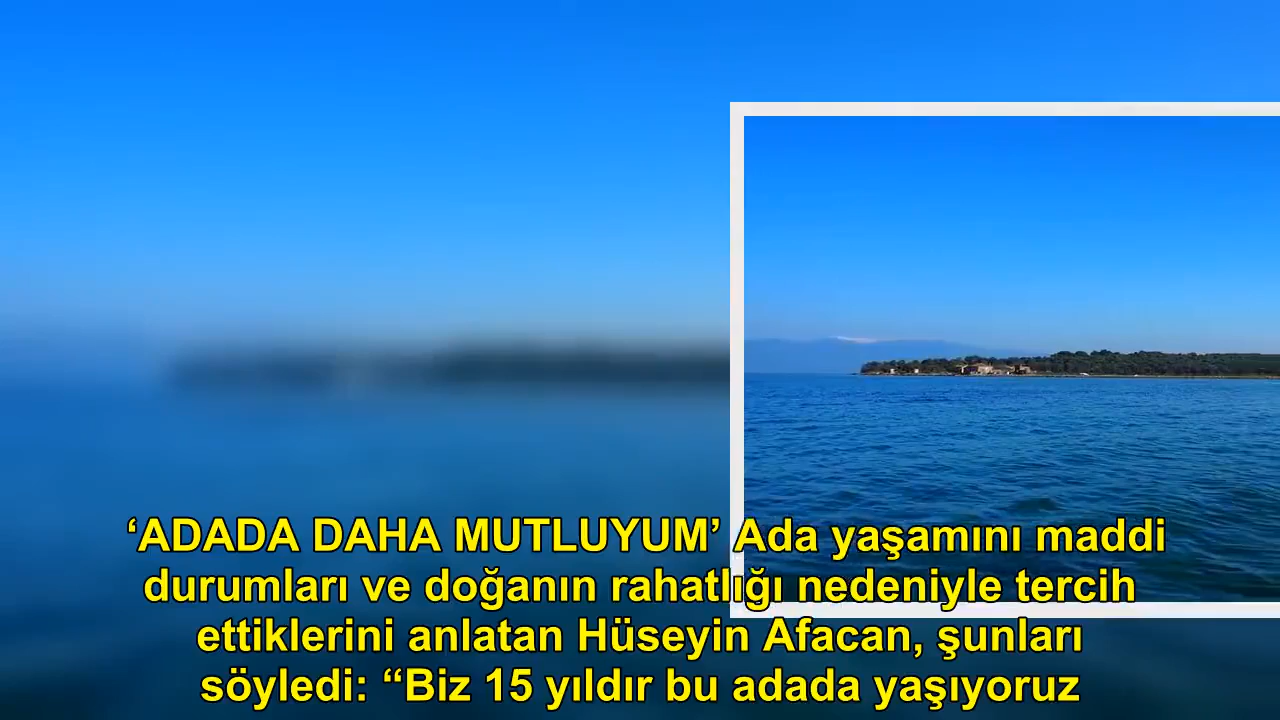 ‘ADADA DAHA MUTLUYUM’ Ada yaşamını maddi
durumları ve doğanın rahatlığı nedeniyle tercih
ettiklerini anlatan Hüseyin Afacan, şunları
söyledi: “Biz 15 yıldır bu adada yaşıyoruz